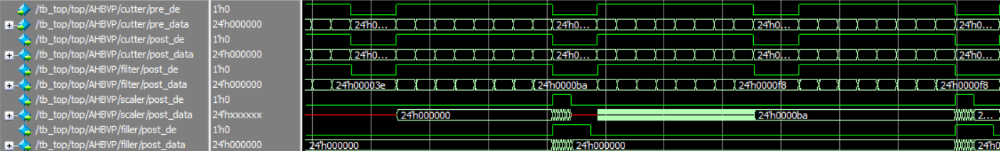 /tb_top/top/AHBVP/cutter/pre_de 1'h0
/tb_top/top/AHBVP/cutter/pre_data 24'h000000 24'h0... 24'h0... 24'h0... 24'h0...
/tb_top/top/AHBVP/cutter/post_de 1'h0
/tb_top/top/AHBVP/cutter/post_data 24'h000000 24'h0... 24'h0... 24'h0... 24'h0...
/tb_top/top/AHBVP/filter/post_de 1'h0
/tb_top/top/AHBVP/filter/post_data 24'h000000 24'h00003e 24'h0000ba 24'h0000f8 24'h0000f8
/tb_top/top/AHBVP/scaler/post_de 1'h0
/tb_top/top/AHBVP/scaler/post_data 24'hxxxxxx 24'h000000 24'h0000ba 2...
/tb_top/top/AHBVP/filler/post_de 1'h0
/tb_top/top/AHBVP/filler/post_data 24'h000000 24'h000000 24'h000000 24'h0